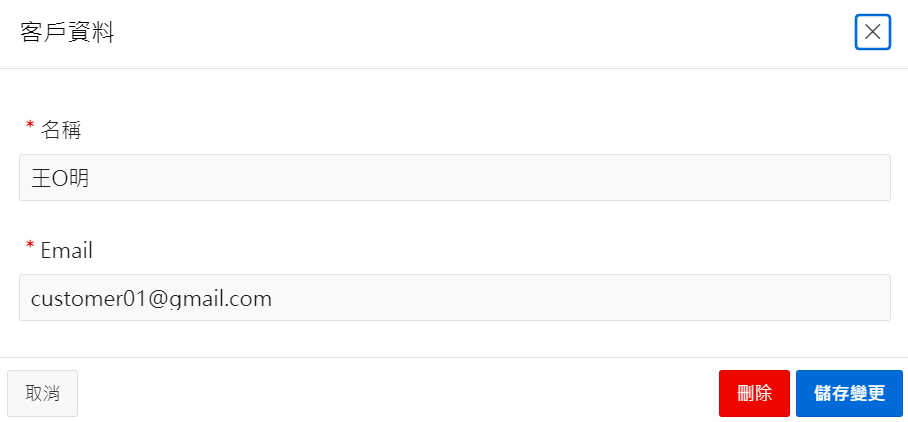 客戶資料
* 名稱
王O明
* Email
customer01@gmail.com
取消
刪除
儲存變更